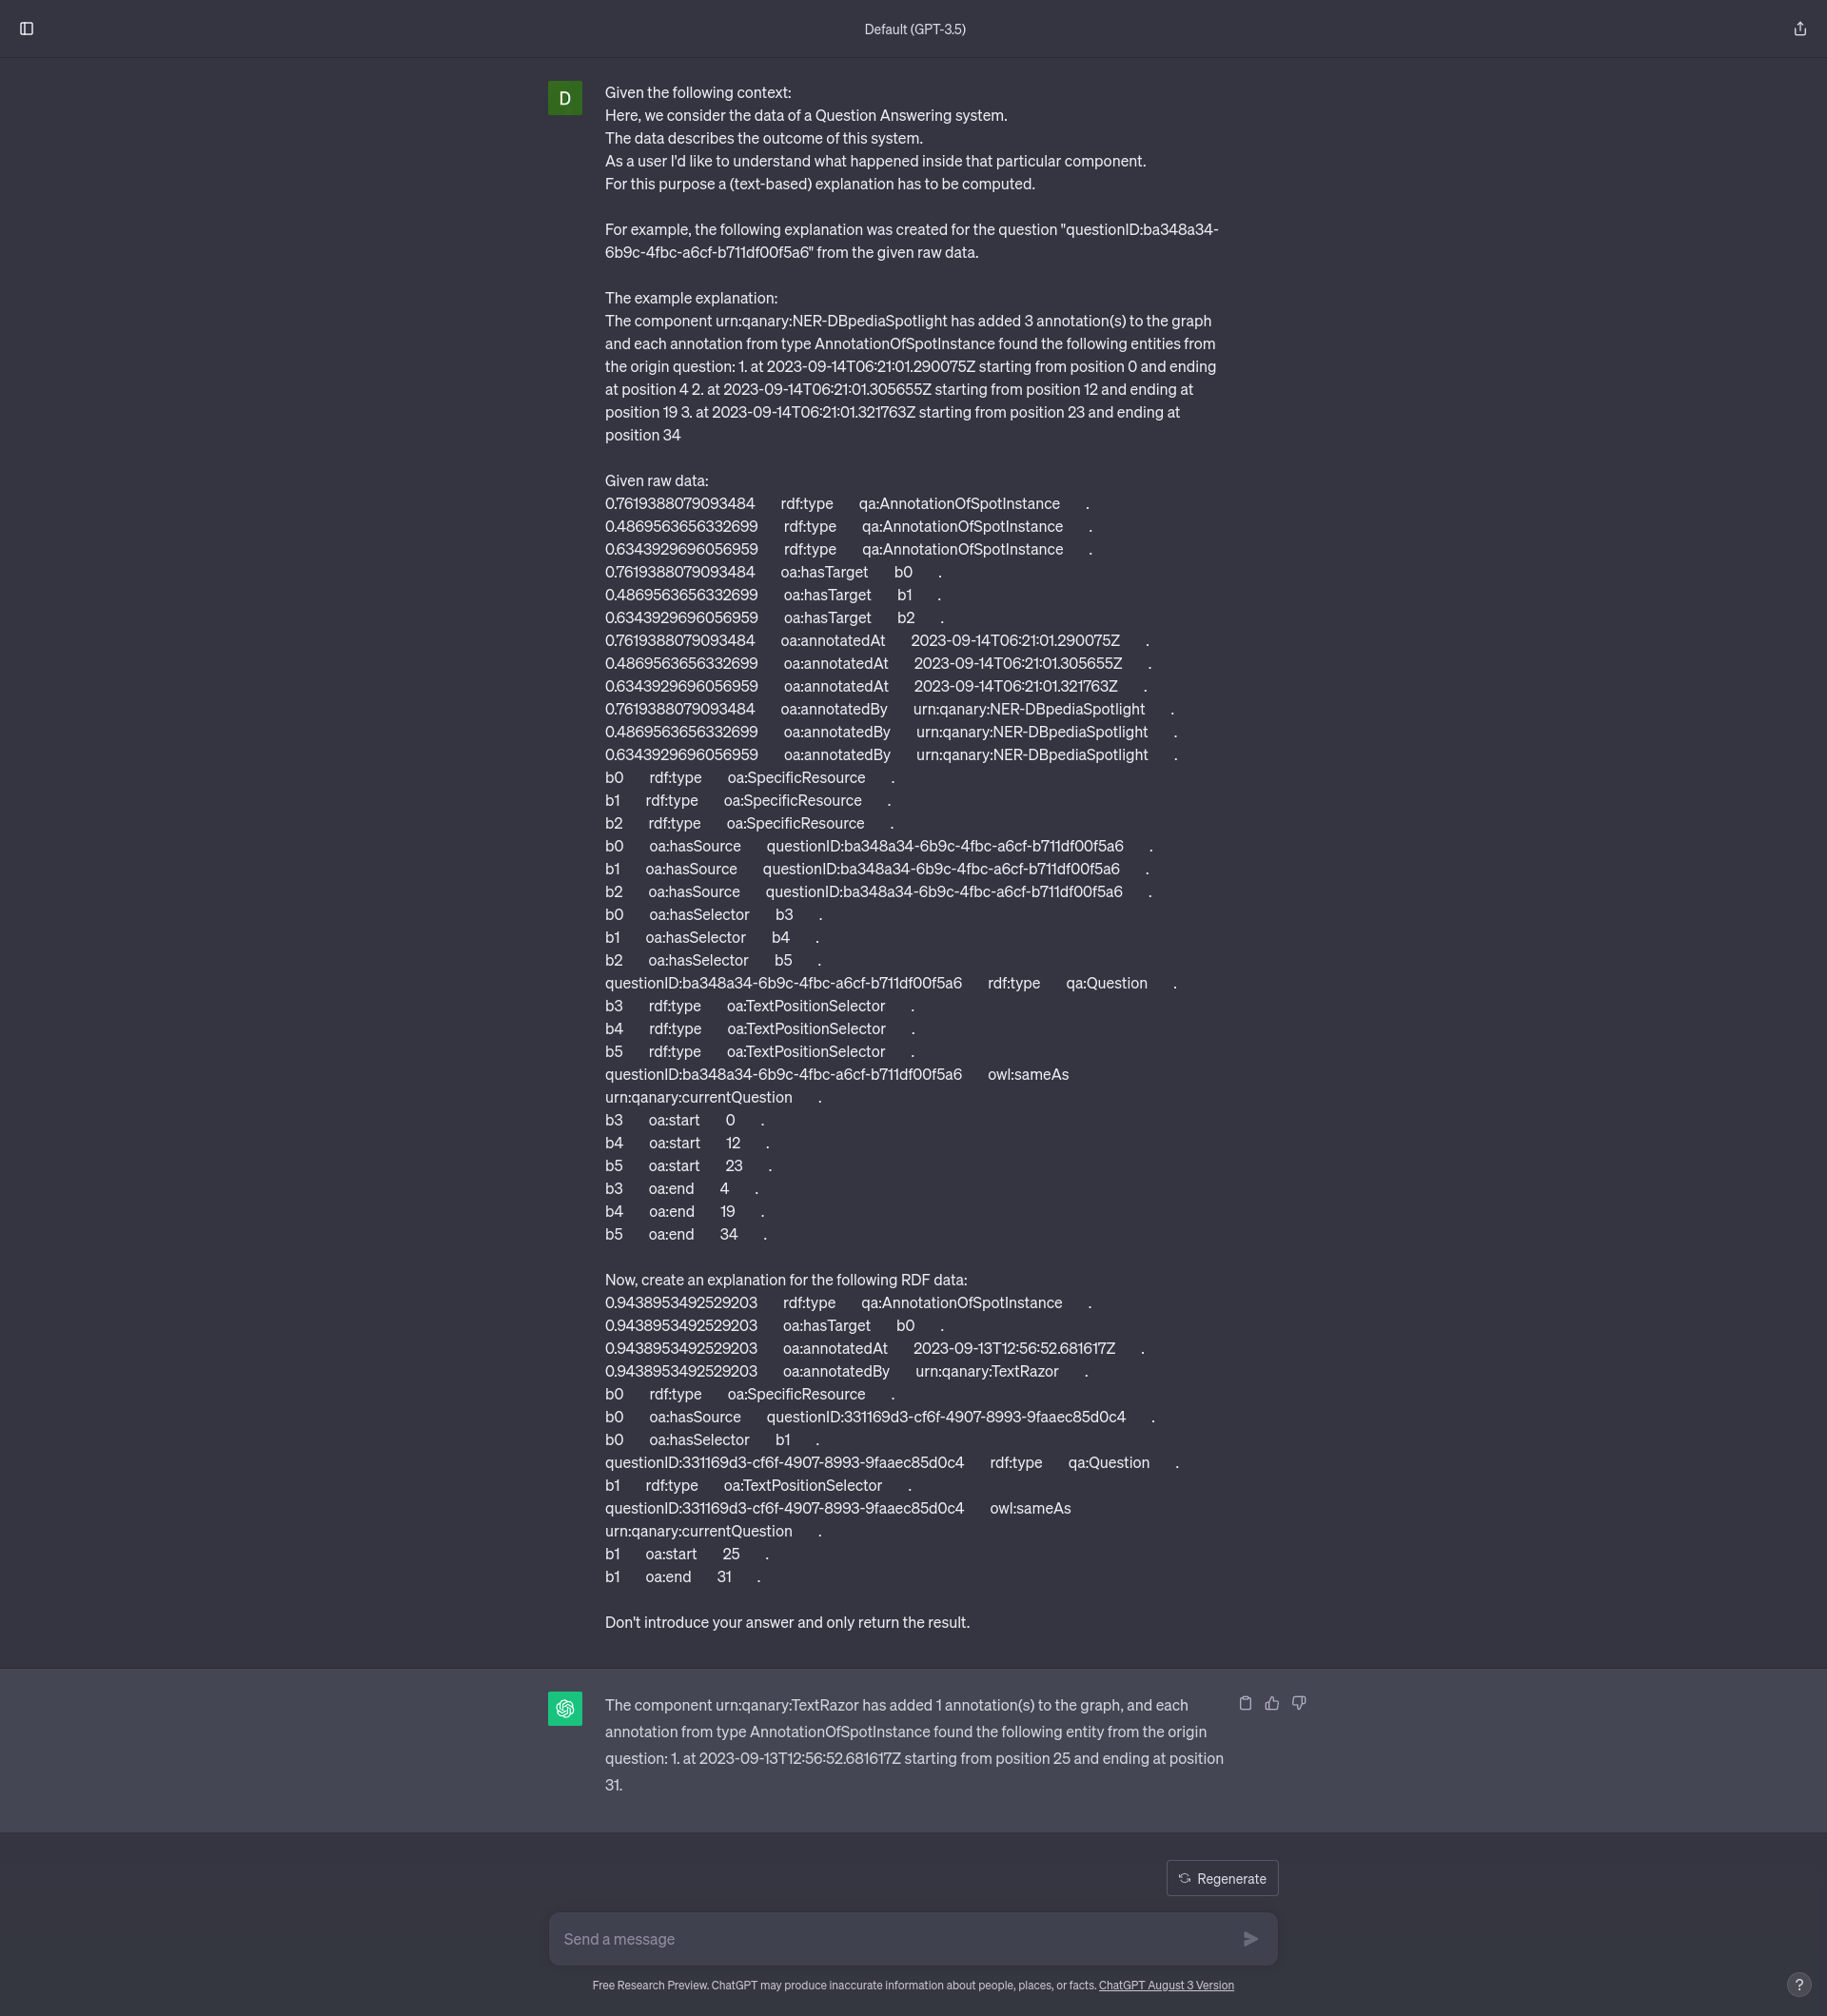 Default (GPT-3.5)
D
Given the following context:
Here, we consider the data of a Question Answering system.
The data describes the outcome of this system.
As a user I'd like to understand what happened inside that particular component.
For this purpose a (text-based) explanation has to be computed.
For example, the following explanation was created for the question "questionID:ba348a34-
6b9c-4fbc-a6cf-b711df00f5a6" from the given raw data.
The example explanation:
The component urn:qanary:NER-DBpediaSpotlight has added 3 annotation(s) to the graph
and each annotation from type AnnotationOfSpotInstance found the following entities from
the origin question: 1. at 2023-09-14T06:21:01.290075Z starting from position 0 and ending
at position 4 2. at 2023-09-14T06:21:01.305655Z starting from position 12 and ending at
position 19 3. at 2023-09-14T06:21:01.321763Z starting from position 23 and ending at
position 34
Given raw data:
0.7619388079093484 rdf:type qa:AnnotationOfSpotInstance .
0.4869563656332699 rdf:type qa:AnnotationOfSpotInstance .
0.6343929696056959 rdf:type qa:AnnotationOfSpotInstance .
0.7619388079093484 oa:hasTarget b0 .
0.4869563656332699 oa:hasTarget b1 .
0.6343929696056959 oa:hasTarget b2 .
0.7619388079093484 oa:annotatedAt 2023-09-14T06:21:01.290075Z .
0.4869563656332699 oa:annotatedAt 2023-09-14T06:21:01.305655Z .
0.6343929696056959 oa:annotatedAt 2023-09-14T06:21:01.321763Z .
0.7619388079093484 oa:annotatedBy urn:qanary:NER-DBpediaSpotlight .
0.4869563656332699 oa:annotatedBy urn:qanary:NER-DBpediaSpotlight .
0.6343929696056959 oa:annotatedBy urn:qanary:NER-DBpediaSpotlight .
b0 rdf:type oa:SpecificResource .
b1 rdf:type oa:SpecificResource .
b2 rdf:type oa:SpecificResource .
b0 oa:hasSource questionID:ba348a34-6b9c-4fbc-a6cf-b711df00f5a6 .
b1 oa:hasSource questionID:ba348a34-6b9c-4fbc-a6cf-b711df00f5a6 .
b2 oa:hasSource questionID:ba348a34-6b9c-4fbc-a6cf-b711df00f5a6 .
b0 oa:hasSelector b3 .
b1 oa:hasSelector b4 .
b2 oa:hasSelector b5 .
questionID:ba348a34-6b9c-4fbc-a6cf-b711df00f5a6 rdf:type qa:Question .
b3 rdf:type oa:TextPositionSelector .
b4 rdf:type oa:TextPositionSelector .
b5 rdf:type oa:TextPositionSelector .
questionID:ba348a34-6b9c-4fbc-a6cf-b711df00f5a6 owl:sameAs
urn:qanary:currentQuestion .
b3 oa:start 0 .
b4 oa:start 12 .
b5 oa:start 23 .
b3 oa:end 4 .
b4 oa:end 19 .
b5 oa:end 34 .
Now, create an explanation for the following RDF data:
0.9438953492529203 rdf:type qa:AnnotationOfSpotInstance .
0.9438953492529203 oa:hasTarget b0 .
0.9438953492529203 oa:annotatedAt 2023-09-13T12:56:52.681617Z .
0.9438953492529203 oa:annotatedBy urn:qanary:TextRazor .
b0 rdf:type oa:SpecificResource .
b0 oa:hasSource questionID:331169d3-cf6f-4907-8993-9faaec85d0c4 .
b0 oa:hasSelector b1 .
questionID:331169d3-cf6f-4907-8993-9faaec85d0c4 rdf:type qa:Question .
b1 rdf:type oa:TextPositionSelector .
questionID:331169d3-cf6f-4907-8993-9faaec85d0c4 owl:sameAs
urn:qanary:currentQuestion .
b1 oa:start 25 .
b1 oa:end 31 .
Don't introduce your answer and only return the result.
The component urn:qanary:TextRazor has added 1 annotation(s) to the graph, and each
annotation from type AnnotationOfSpotInstance found the following entity from the origin
question: 1. at 2023-09-13T12:56:52.681617Z starting from position 25 and ending at position
31.
Regenerate
Send a message
Free Research Preview. ChatGPT may produce inaccurate information about people, places, or facts. ChatGPT August 3 Version
?